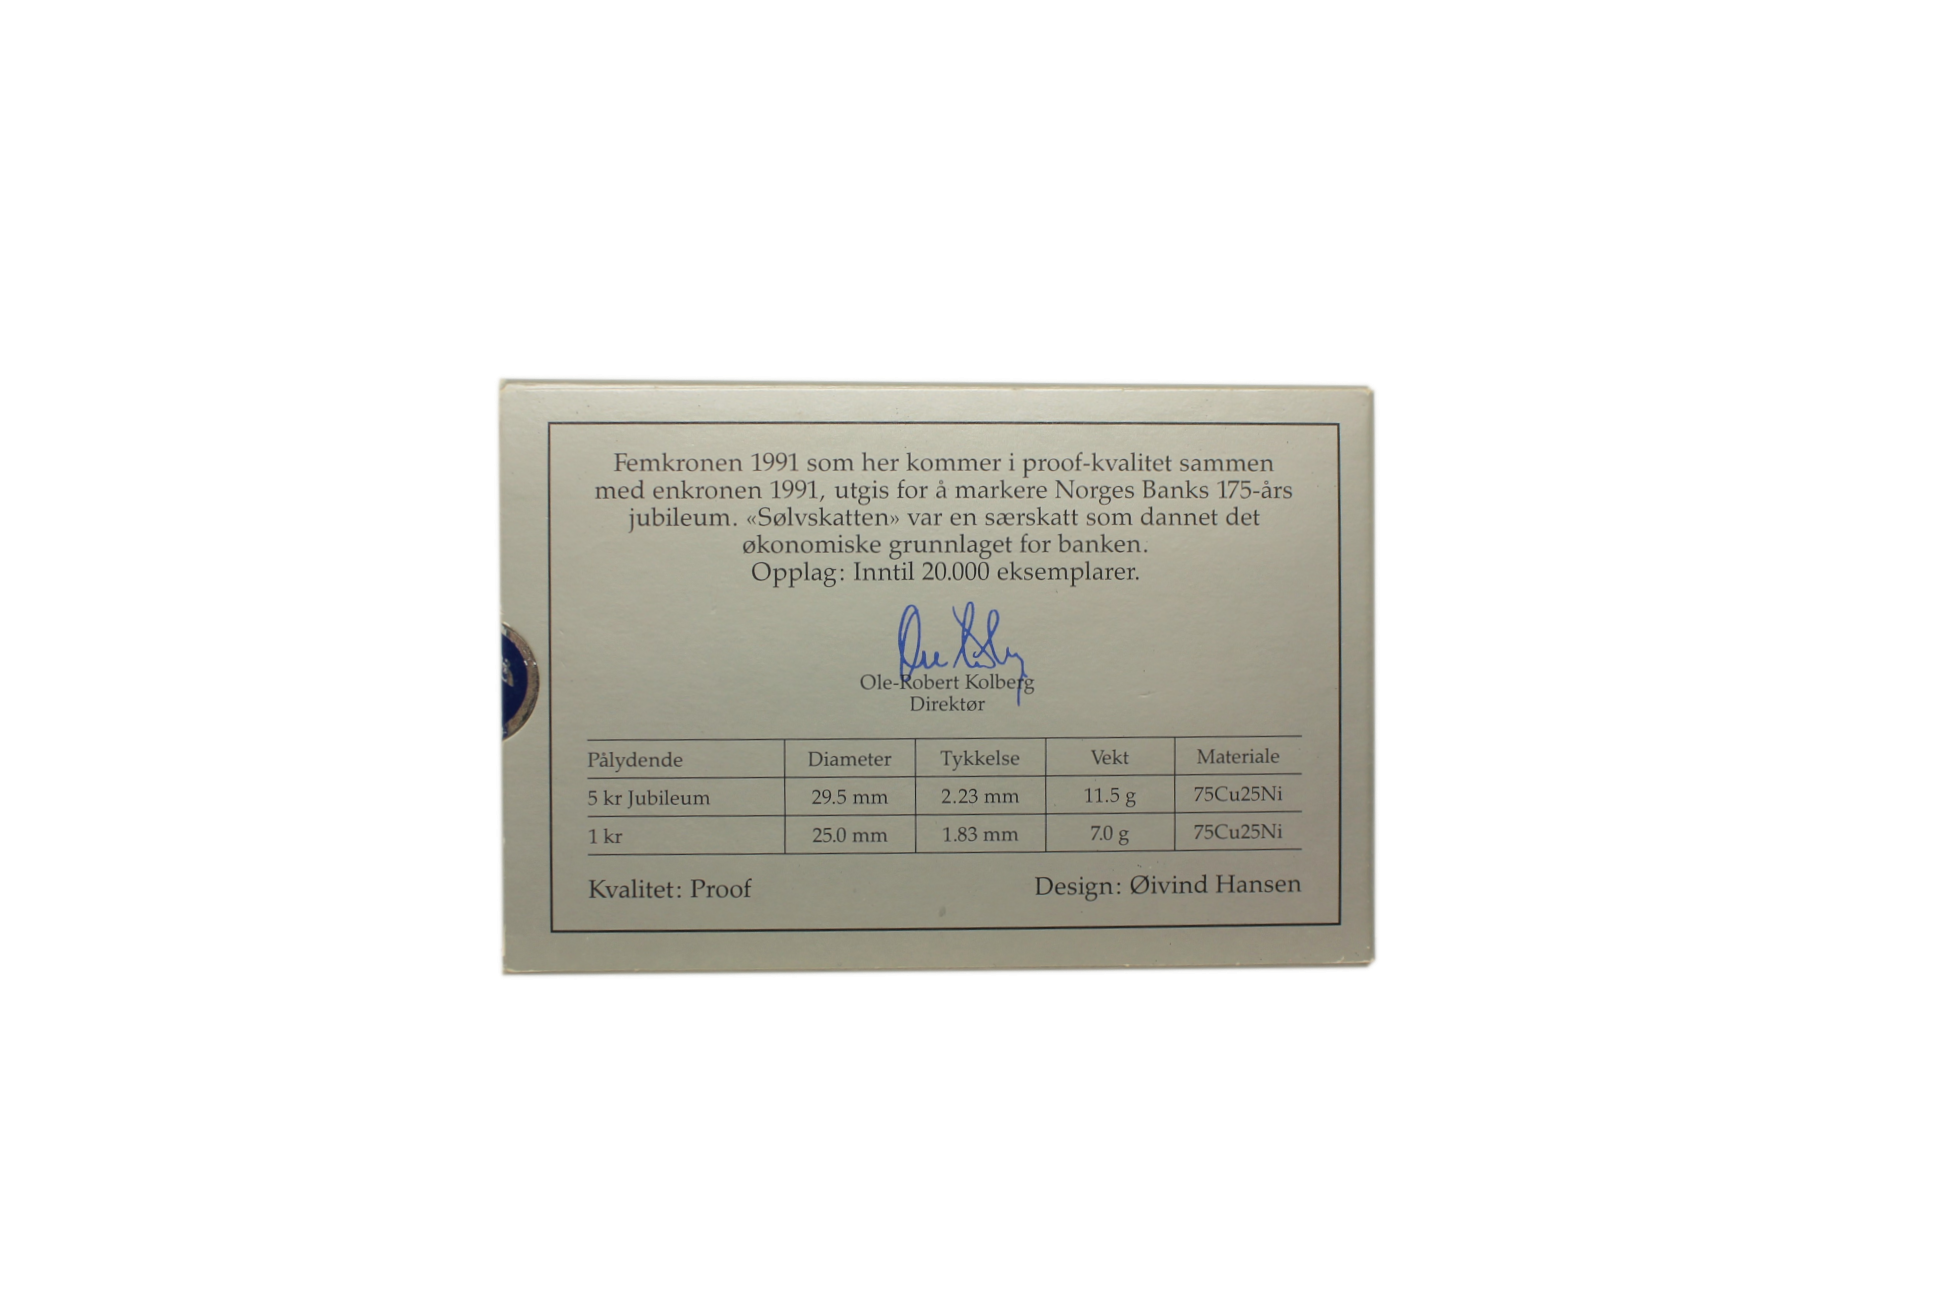 Femkronen 1991 som her kommer i proof-kvalitet sammen
med enkronen 1991, utgis for å markere Norges Banks 175-års
jubileum. «Sølvskatten» var en særskatt som dannet det
økonomiske grunnlaget for banken.
Opplag: Inntil 20.000 eksemplarer.
Ole-Robert Kolberg
Direktør
Pålydende Diameter Tykkelse Vekt Materiale
5 kr Jubileum 29.5 mm 2.23 mm 11.5 g 75Cu25Ni
1 kr 25.0 mm 1.83 mm 7.0 g 75Cu25Ni
Kvalitet: Proof Design: Øivind Hansen